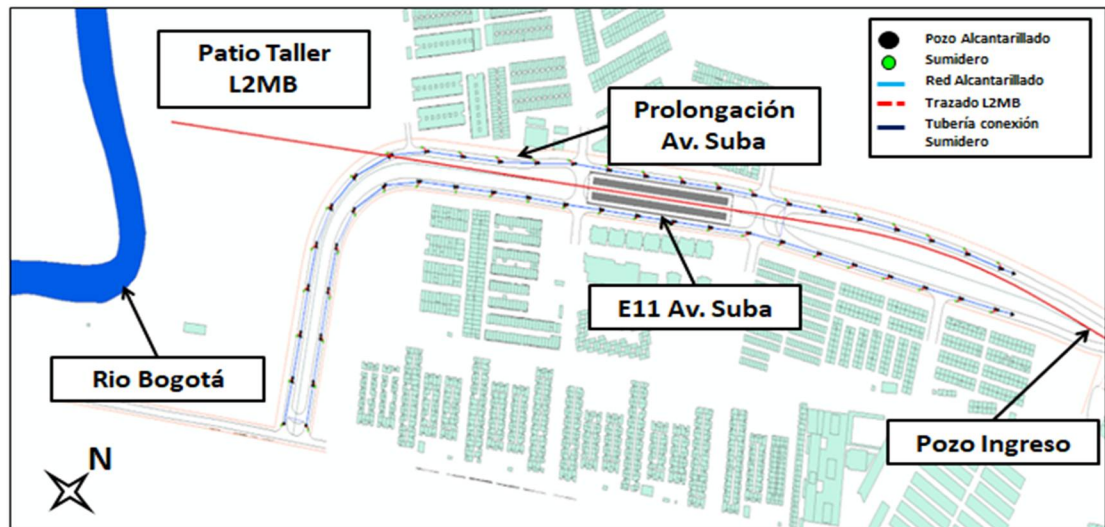 Patio Taller
L2MB
Prolongación
Av. Suba
Pozo Alcantarillado
Sumidero
Red Alcantarillado
Trazado L2MB
Tubería conexión
Sumidero
E11 Av. Suba
Rio Bogotá
Pozo Ingreso
N